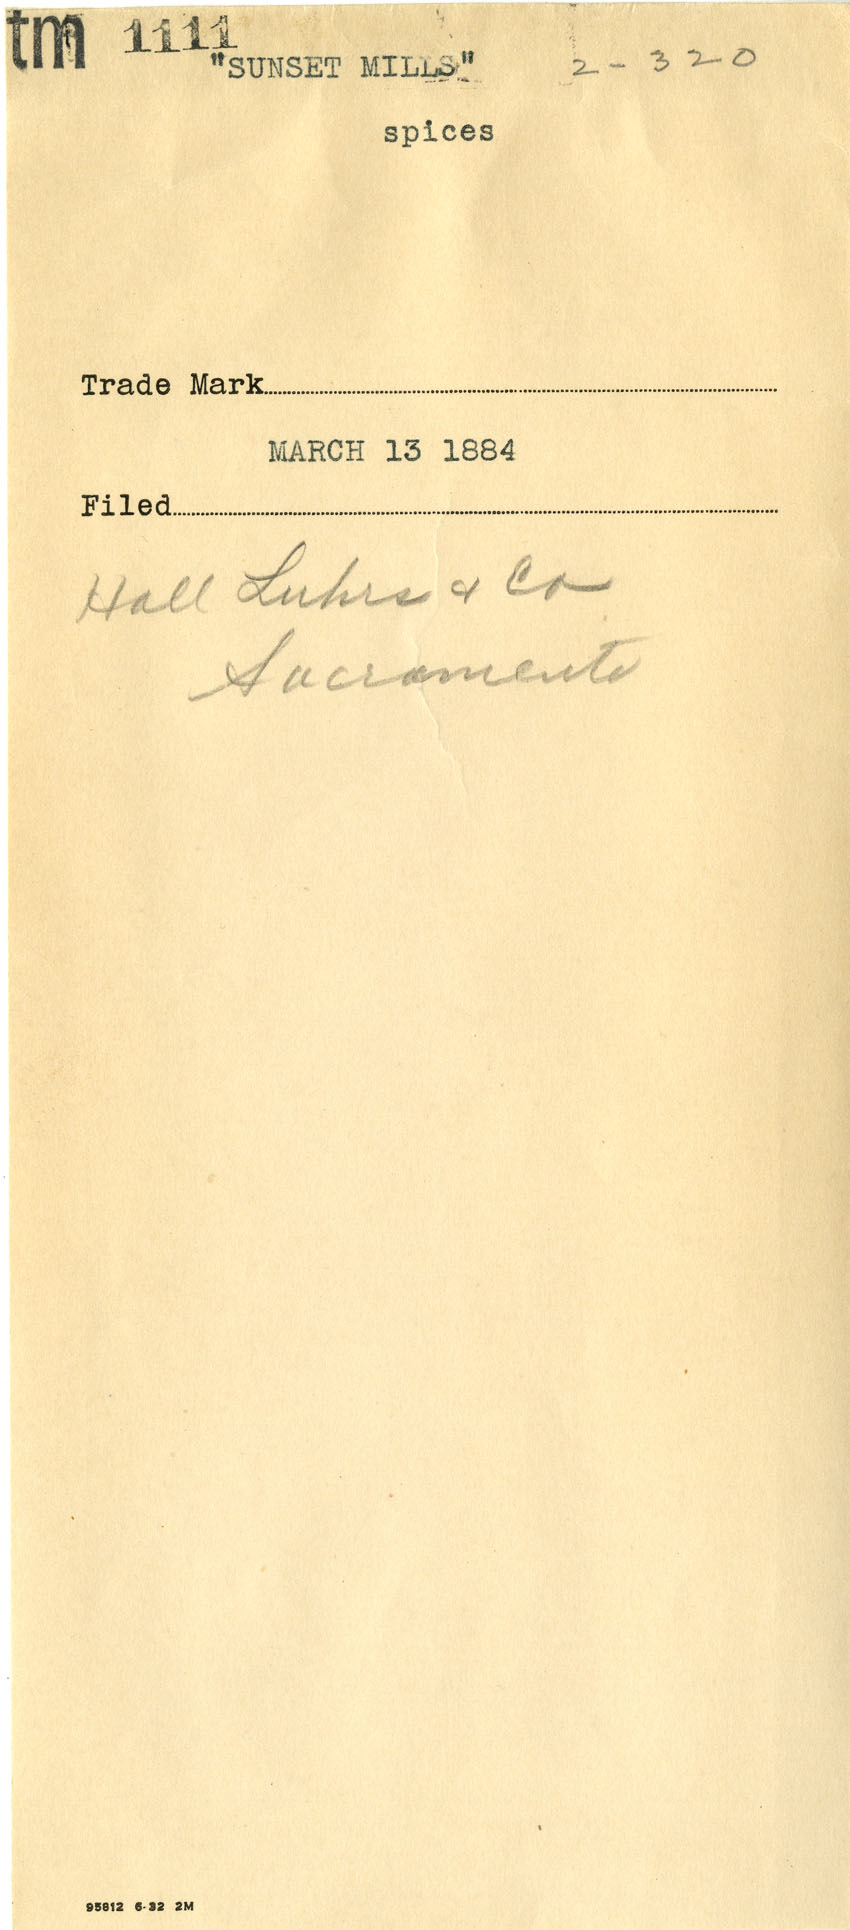 tm 1111
"SUNSET MILLS" 2-320
spices
Trade Mark
MARCH 13 1884
Filed
Hall Luhrs & Co
Sacramento
95812 6-32 2M